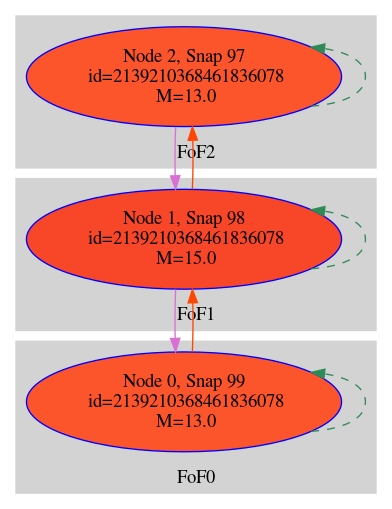 Node 2, Snap 97
id=2139210368461836078
M=13.0
FoF2
Node 1, Snap 98
id=2139210368461836078
M=15.0
FoF1
Node 0, Snap 99
id=2139210368461836078
M=13.0
FoF0